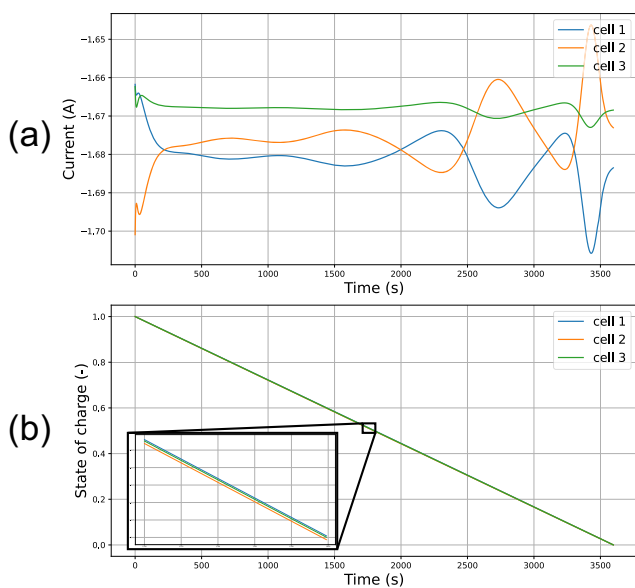 (a)
Current (A)
−1.65
−1.66
−1.67
−1.68
−1.69
−1.70
cell 1
cell 2
cell 3
0 500 1000 1500 2000 2500 3000 3500
Time (s)
(b)
State of charge (-)
1.0
0.8
0.6
0.4
0.2
0.0
cell 1
cell 2
cell 3
0 500 1000 1500 2000 2500 3000 3500
Time (s)